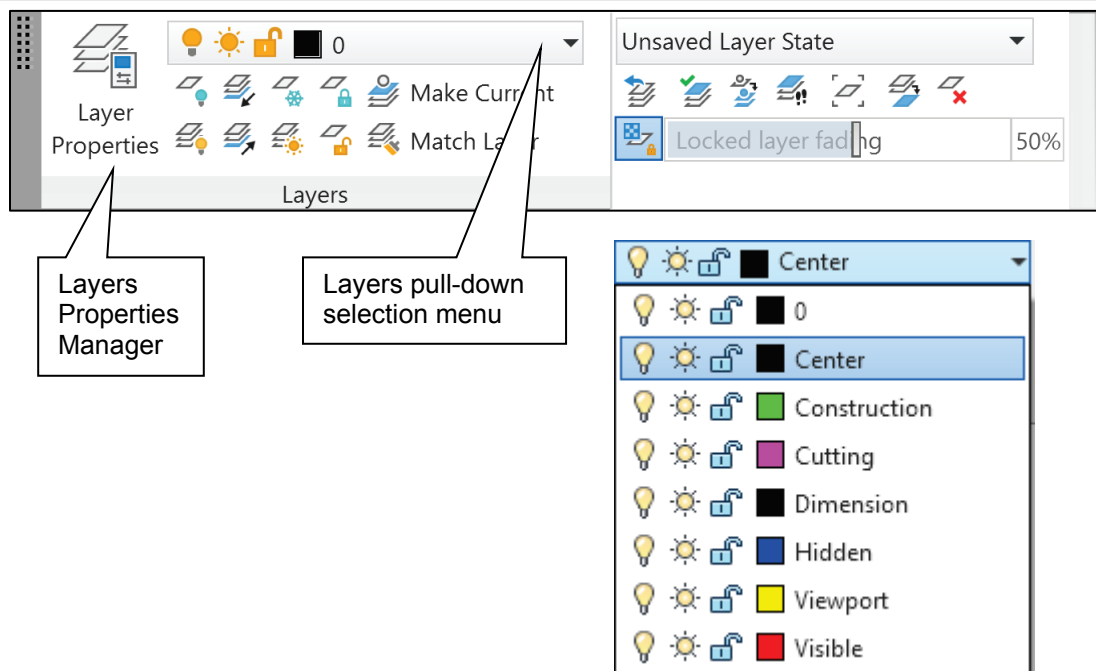 0
Unsaved Layer State
Layer
Properties
Make Current
Match Layer
Locked layer fading
50%
Layers
Layers
Properties
Manager
Layers pull-down
selection menu
Center
0
Center
Construction
Cutting
Dimension
Hidden
Viewport
Visible